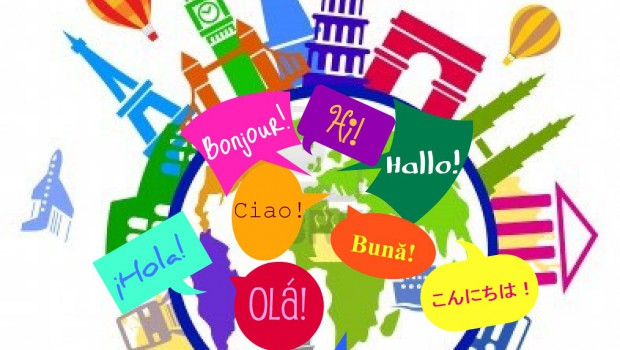 Bonjour!
Hi!
Hallo!
Ciao!
Bună!
¡Hola!
Olá!
こんにちは！